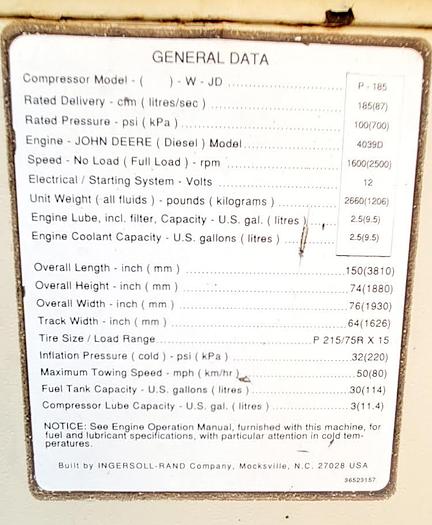 GENERAL DATA
Compressor Model - ( ) - W - JD ........ P - 185
Rated Delivery - cfm ( litres/sec ) ........ 185(87)
Rated Pressure - psi ( kPa ) ........ 100(700)
Engine - JOHN DEERE ( Diesel ) Model ........ 4039D
Speed - No Load ( Full Load ) - rpm ........ 1600(2500)
Electrical / Starting System - Volts ........ 12
Unit Weight ( all fluids ) - pounds ( kilograms ) ........ 2660(1206)
Engine Lube, incl. filter, Capacity - U.S. gal. ( litres ) ........ 2.5(9.5)
Engine Coolant Capacity - U.S. gallons ( litres ) ........ 2.5(9.5)
Overall Length - inch ( mm ) ........ 150(3810)
Overall Height - inch ( mm ) ........ 74(1880)
Overall Width - inch ( mm ) ........ 76(1930)
Track Width - inch ( mm ) ........ 64(1626)
Tire Size / Load Range ........ P 215/75R X 15
Inflation Pressure ( cold ) - psi ( kPa ) ........ 32(220)
Maximum Towing Speed - mph ( km/hr ) ........ 50(80)
Fuel Tank Capacity - U.S. gallons ( litres ) ........ 30(114)
Compressor Lube Capacity - U.S. gal. ( litres ) ........ 3(11.4)
NOTICE: See Engine Operation Manual, furnished with this machine, for
fuel and lubricant specifications, with particular attention in cold tem-
peratures.
Built by INGERSOLL-RAND Company, Mocksville, N.C. 27028 USA
36523157